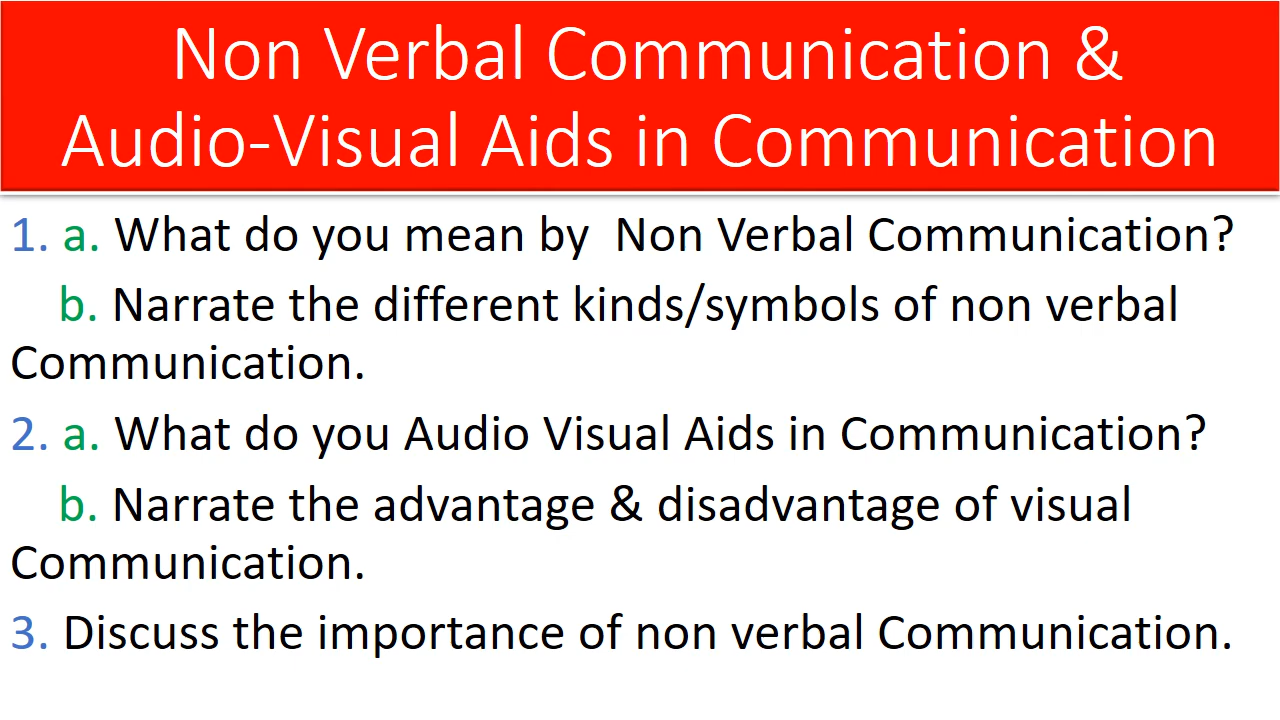 Non Verbal Communication &
Audio-Visual Aids in Communication
1. a. What do you mean by  Non Verbal Communication?
b. Narrate the different kinds/symbols of non verbal
Communication.
2. a. What do you Audio Visual Aids in Communication?
b. Narrate the advantage & disadvantage of visual
Communication.
3. Discuss the importance of non verbal Communication.